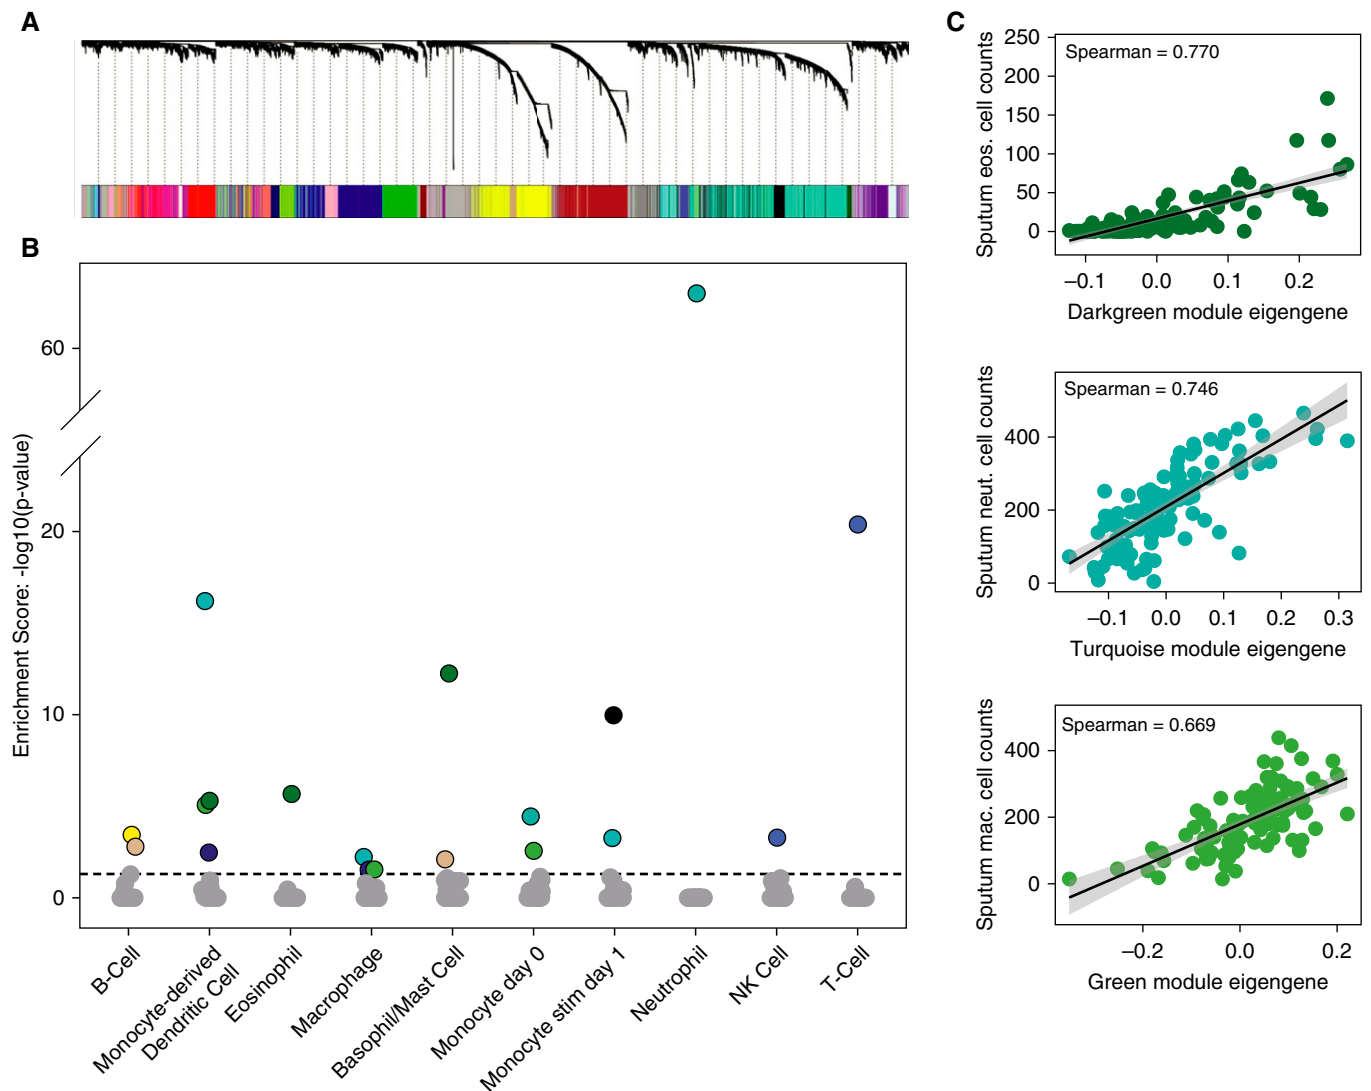 A
B
Enrichment Score: -log10(p-value)
60
20
10
0
B-Cell
Monocyte-derived
Dendritic Cell
Eosinophil
Macrophage
Basophil/Mast Cell
Monocyte day 0
Monocyte stim day 1
Neutrophil
NK Cell
T-Cell
C
Spearman = 0.770
Sputum eos. cell counts
250
200
150
100
50
0
–0.1 0.0 0.1 0.2
Darkgreen module eigengene
Spearman = 0.746
Sputum neut. cell counts
400
200
0
–0.1 0.0 0.1 0.2 0.3
Turquoise module eigengene
Spearman = 0.669
Sputum mac. cell counts
400
200
0
–0.2 0.0 0.2
Green module eigengene